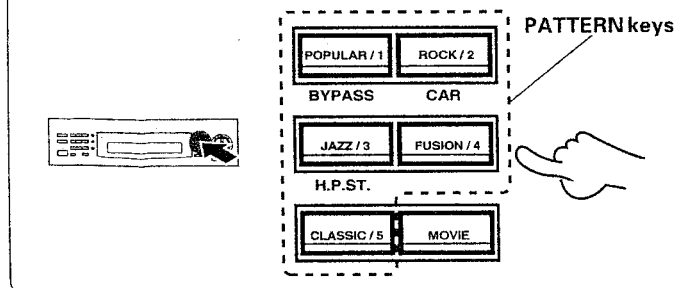 PATTERN keys
POPULAR / 1 ROCK / 2
BYPASS CAR
JAZZ / 3 FUSION / 4
H.P.ST.
CLASSIC / 5 MOVIE